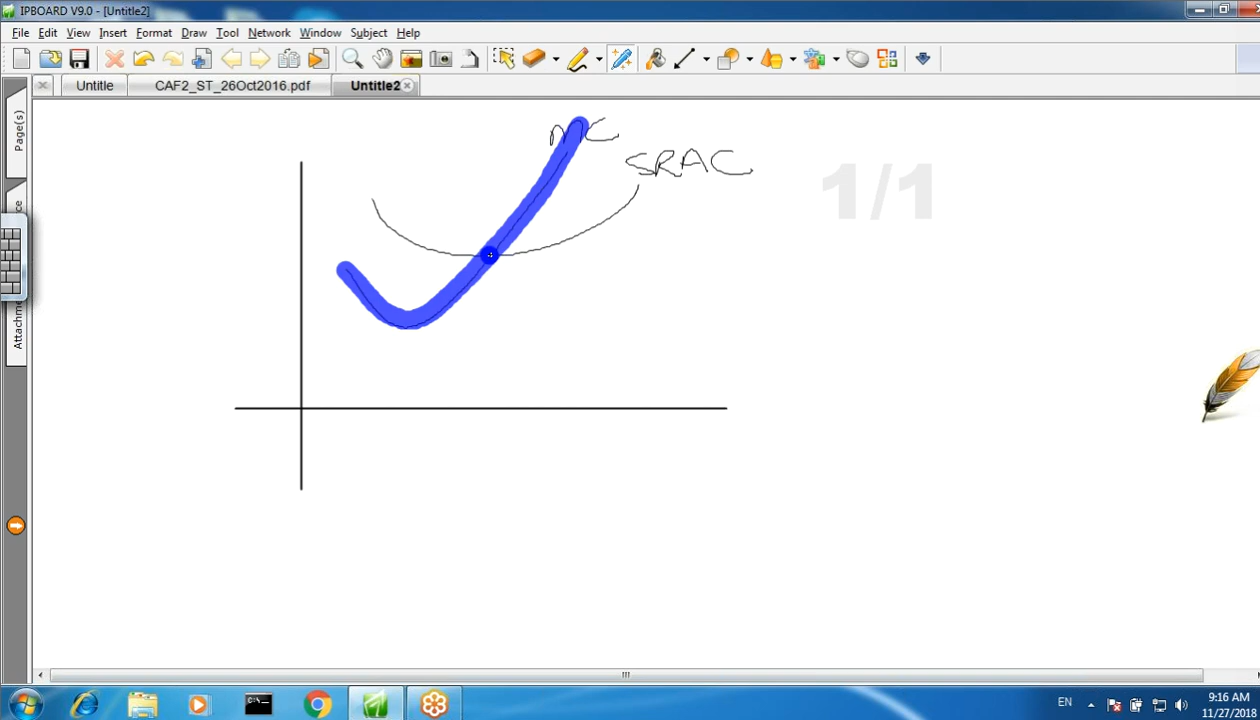 IPBOARD V9.0 - [Untitle2]
File Edit View Insert Format Draw Tool Network Window Subject Help
Untitle CAF2_ST_26Oct2016.pdf Untitle2
Page(s)
MC
SRAC
1/1
Attachm
EN 9:16 AM
11/27/2018